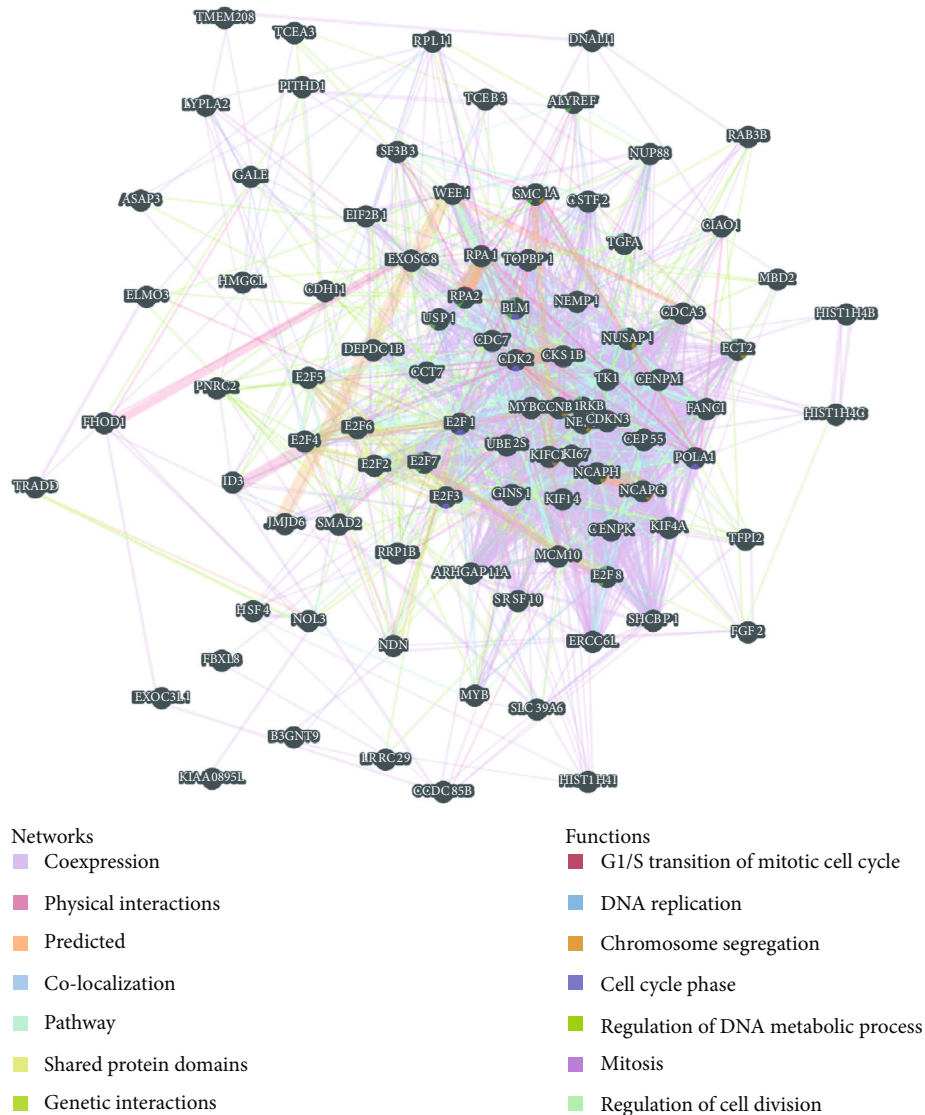 TMEM208
TCEA3
RPL11
DNALI1
PITHD1
LYPLA2
TCEB3
ALYREF
RAB3B
SF3B3
NUP88
GALE
ASAP3
WEE1
SMC1A
CSTF2
EIF2B1
CIAO1
TGFA
EXOSC8
RPA1
TOPBP1
MBD2
HMGCL
CDH11
ELMO3
RPA2
BLM
NEMP1
CDCA3
HIST1H4B
USP1
NUSAP1
DEPDC1B
CDC7
CDK2
CKS1B
ECT2
CCT7
TK1
CENPM
PNRC2
E2F5
FHOD1
MYBL
CCNB
FANCI
HIST1H4G
E2F6
E2F1
CDKN3
E2F4
UBE2S
CEP55
KIFC1
KI67
POLA1
E2F2
E2F7
NCAPH
TRADD
ID3
E2F3
GINS1
KIF14
NCAPG
JMJD6
SMAD2
CENPK
KIF4A
TFPI2
RRP1B
MCM10
ARHGAP11A
E2F8
SRSF10
HSF4
NOL3
SHCBP1
FGF2
NDN
ERCC6L
FBXL8
EXOC3L1
MYB
SLC39A6
B3GNT9
LRRC29
KIAA0895L
CCDC85B
HIST1H4I
Networks
Coexpression
Physical interactions
Predicted
Co-localization
Pathway
Shared protein domains
Genetic interactions
Functions
G1/S transition of mitotic cell cycle
DNA replication
Chromosome segregation
Cell cycle phase
Regulation of DNA metabolic process
Mitosis
Regulation of cell division